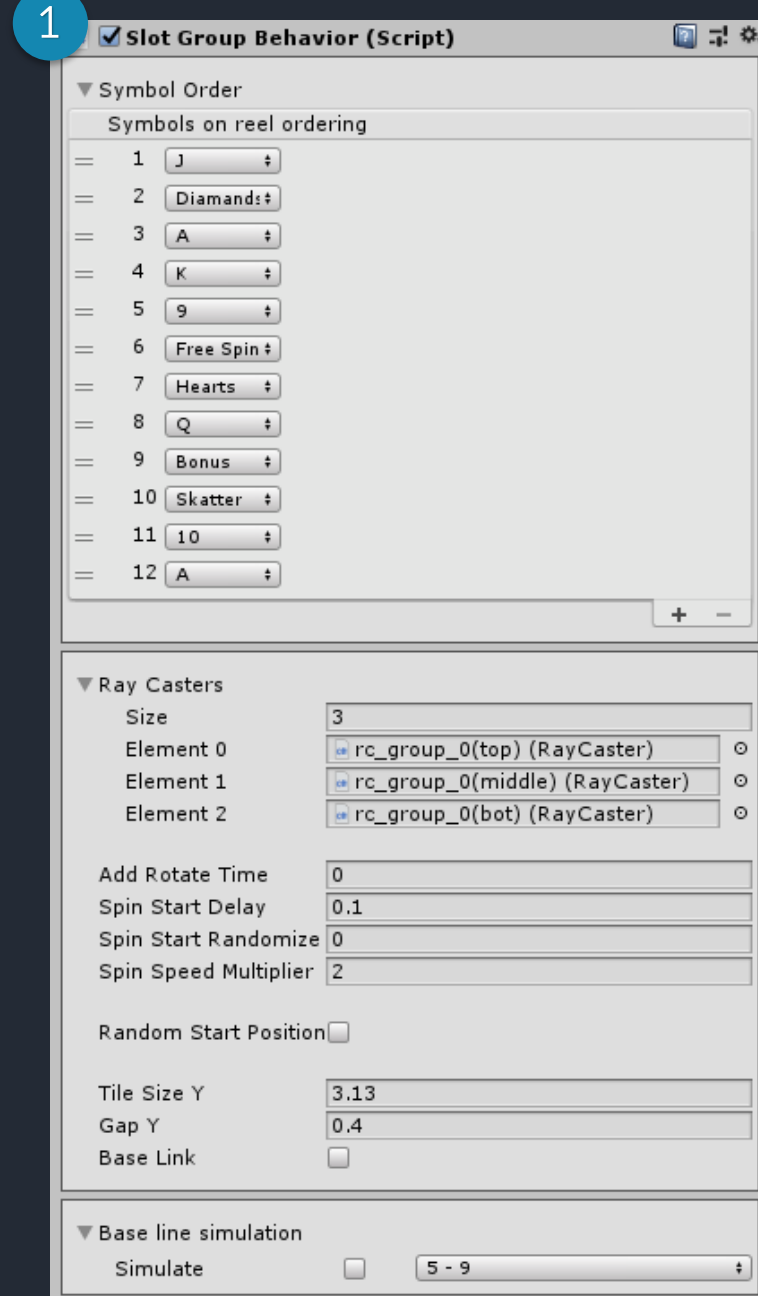 1
Slot Group Behavior (Script)
Symbol Order
Symbols on reel ordering
1 J
2 Diamands
3 A
4 K
5 9
6 Free Spin
7 Hearts
8 Q
9 Bonus
10 Skatter
11 10
12 A
+ −
Ray Casters
Size 3
Element 0 rc_group_0(top) (RayCaster)
Element 1 rc_group_0(middle) (RayCaster)
Element 2 rc_group_0(bot) (RayCaster)
Add Rotate Time 0
Spin Start Delay 0.1
Spin Start Randomize 0
Spin Speed Multiplier 2
Random Start Position
Tile Size Y 3.13
Gap Y 0.4
Base Link
Base line simulation
Simulate 5 - 9